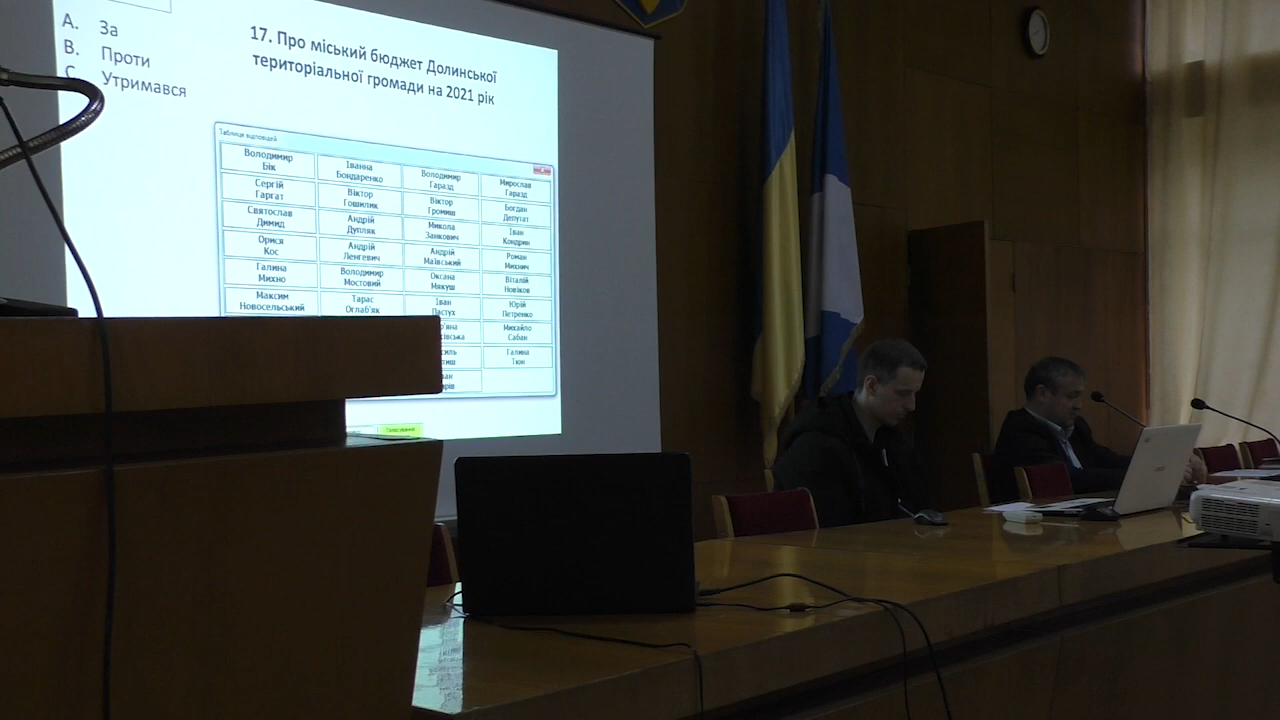 A. За
B. Проти
C. Утримався
17. Про міський бюджет Долинської
територіальної громади на 2021 рік
Таблиця відповідей
Володимир Бік
Іванна Бондаренко
Володимир Гаразд
Мирослав Гаразд
Сергій Гаргат
Віктор Гошилик
Віктор Громиш
Богдан Депутат
Святослав Димид
Андрій Дупляк
Микола Занкович
Іван Кондрин
Орися Кос
Андрій Ленгевич
Андрій Маївський
Роман Михнич
Галина Михно
Володимир Мостовий
Оксана Мякуш
Віталій Новіков
Максим Новосельський
Тарас Оглаб'як
Іван Пастух
Юрій Петренко
Михайло Сабан
Галина Тюн
Голосування